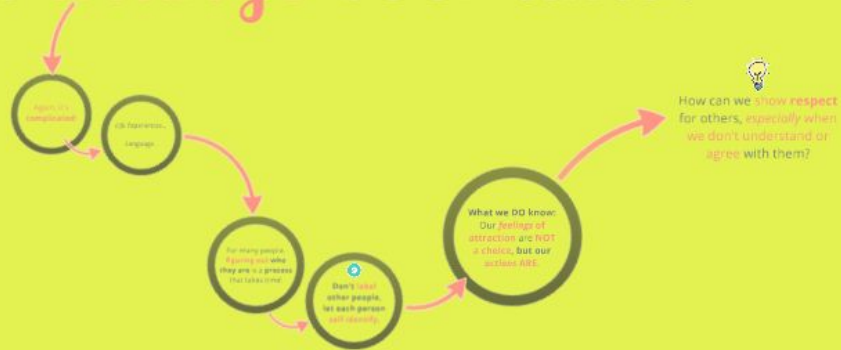 Again, it's
complicated!
Language
For many people,
figuring out who
they are is a process
that takes time!
Don't label
other people,
let each person
self-identify.
What we DO know:
Our feelings of
attraction are NOT
a choice, but our
actions ARE.
How can we show respect
for others, especially when
we don't understand or
agree with them?